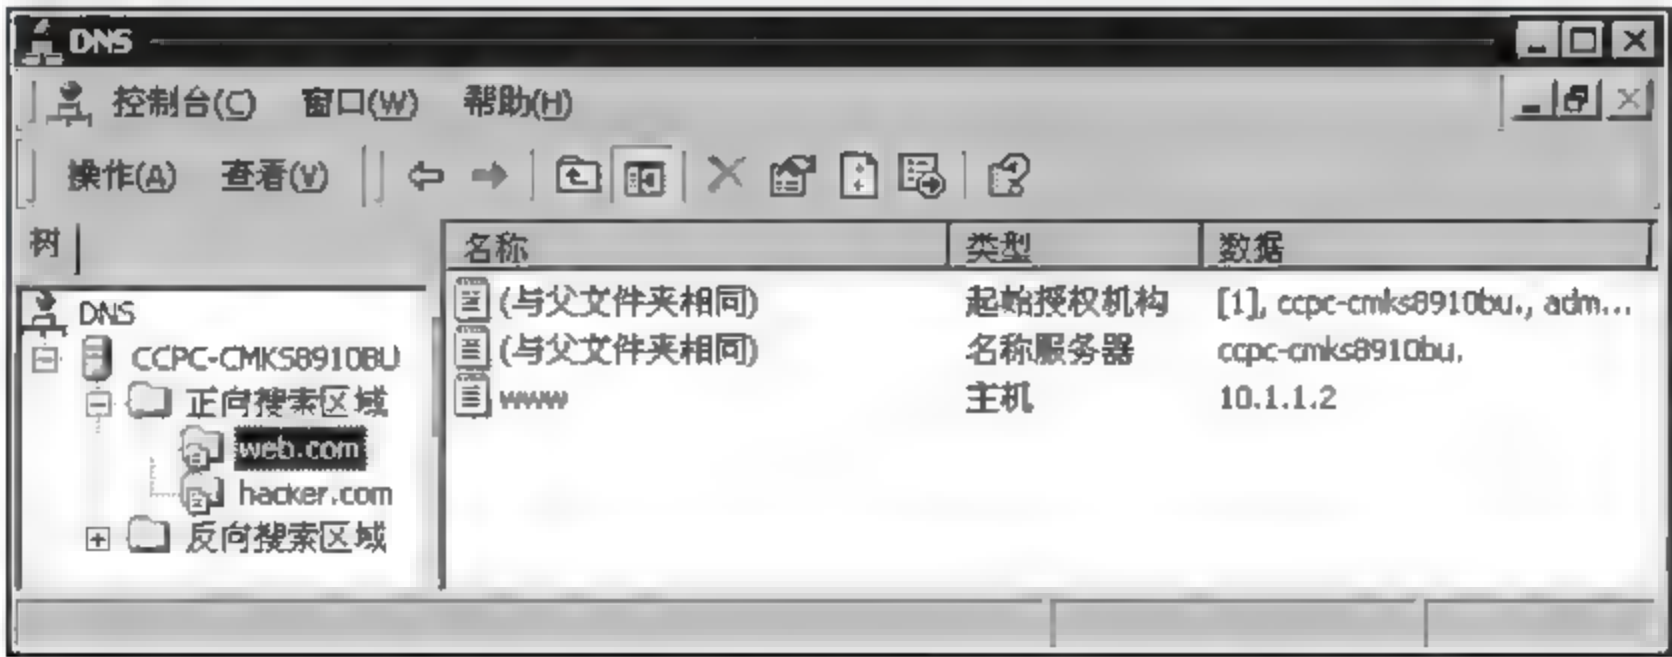 DNS
控制台(C) 窗口(W) 帮助(H)
操作(A) 查看(V)
树
名称 类型 数据
DNS
CCPC-CMKS8910BU
正向搜索区域
web.com
hacker.com
反向搜索区域
(与父文件夹相同) 起始授权机构 [1], ccpc-cmks8910bu., adm...
(与父文件夹相同) 名称服务器 ccpc-cmks8910bu.
www 主机 10.1.1.2